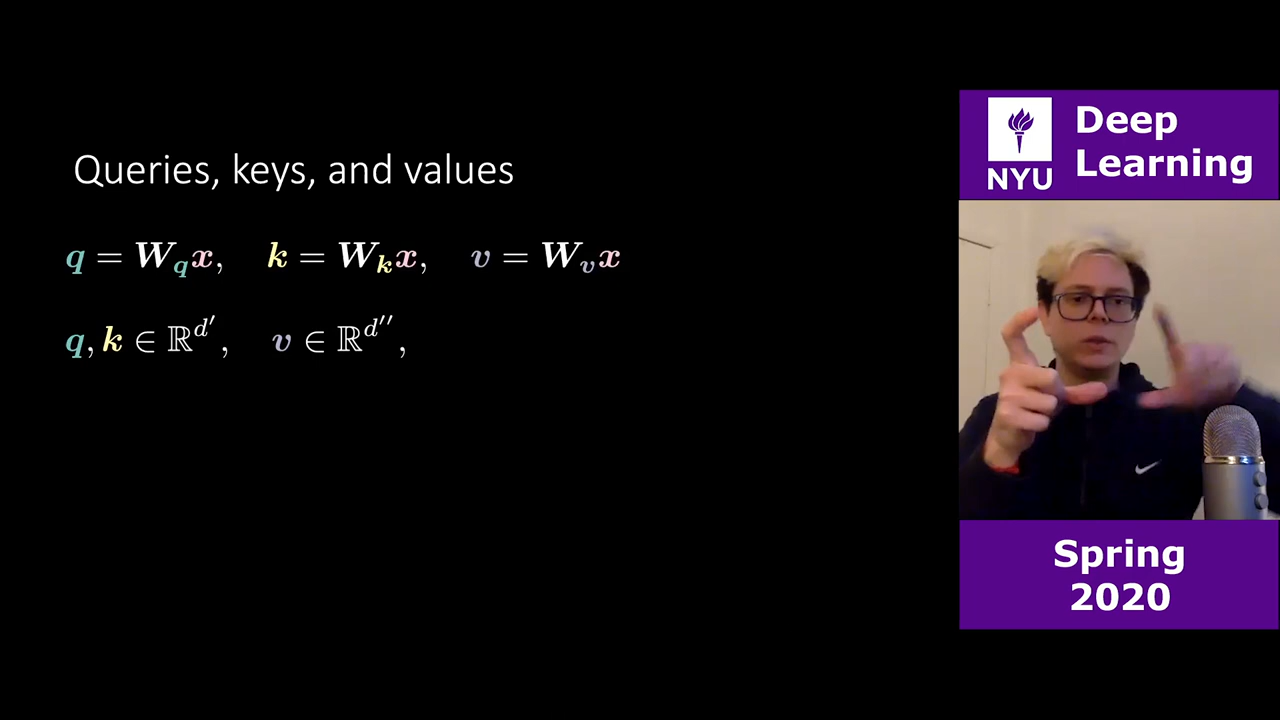 Queries, keys, and values
q = W_q x, k = W_k x, v = W_v x
q, k ∈ ℝ^{d′}, v ∈ ℝ^{d″},
NYU
Deep
Learning
Spring
2020